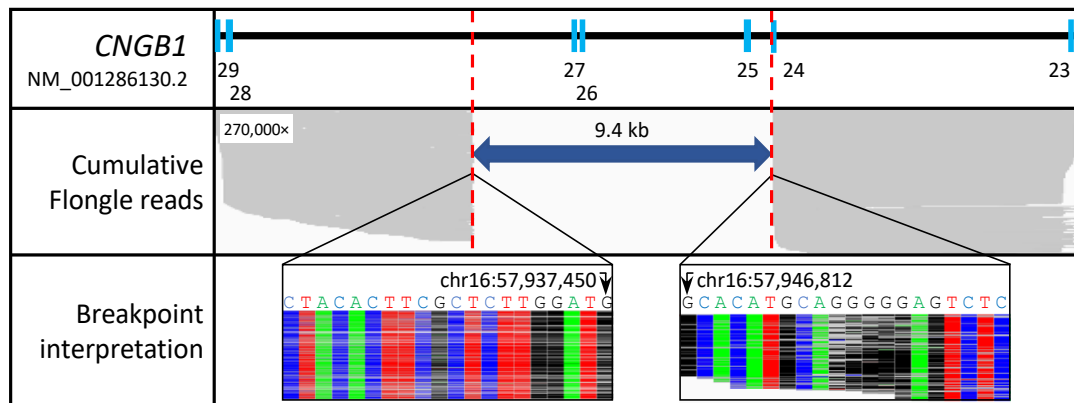 CNGB1
NM_001286130.2
29
28
27
26
25
24
23
Cumulative
Flongle reads
270,000×
9.4 kb
Breakpoint
interpretation
chr16:57,937,450
CTACACTTCGCTCTTGGATG
chr16:57,946,812
GCACATGCAGGGGGAGTCTC